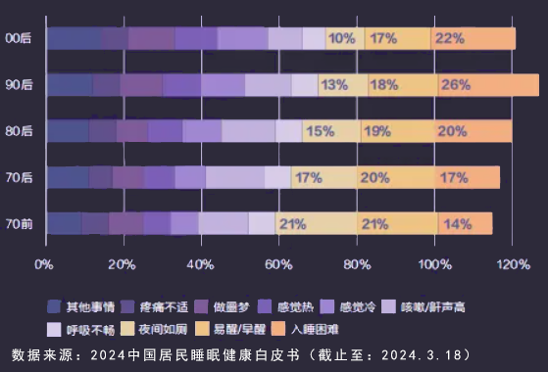 00后 10% 17% 22%
90后 13% 18% 26%
80后 15% 19% 20%
70后 17% 20% 17%
70前 21% 21% 14%
0% 20% 40% 60% 80% 100% 120%
其他事情 疼痛不适 做噩梦 感觉热 感觉冷 咳嗽/鼾声高
呼吸不畅 夜间如厕 易醒/早醒 入睡困难
数据来源：2024中国居民睡眠健康白皮书（截止至：2024.3.18）